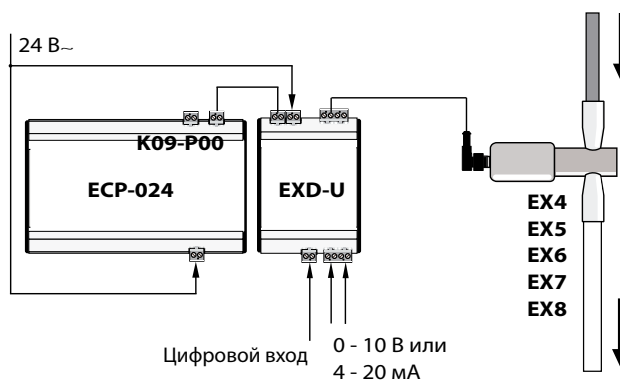 24 В~
K09-P00
ECP-024
EXD-U
EX4
EX5
EX6
EX7
EX8
Цифровой вход
0 - 10 В или
4 - 20 мА